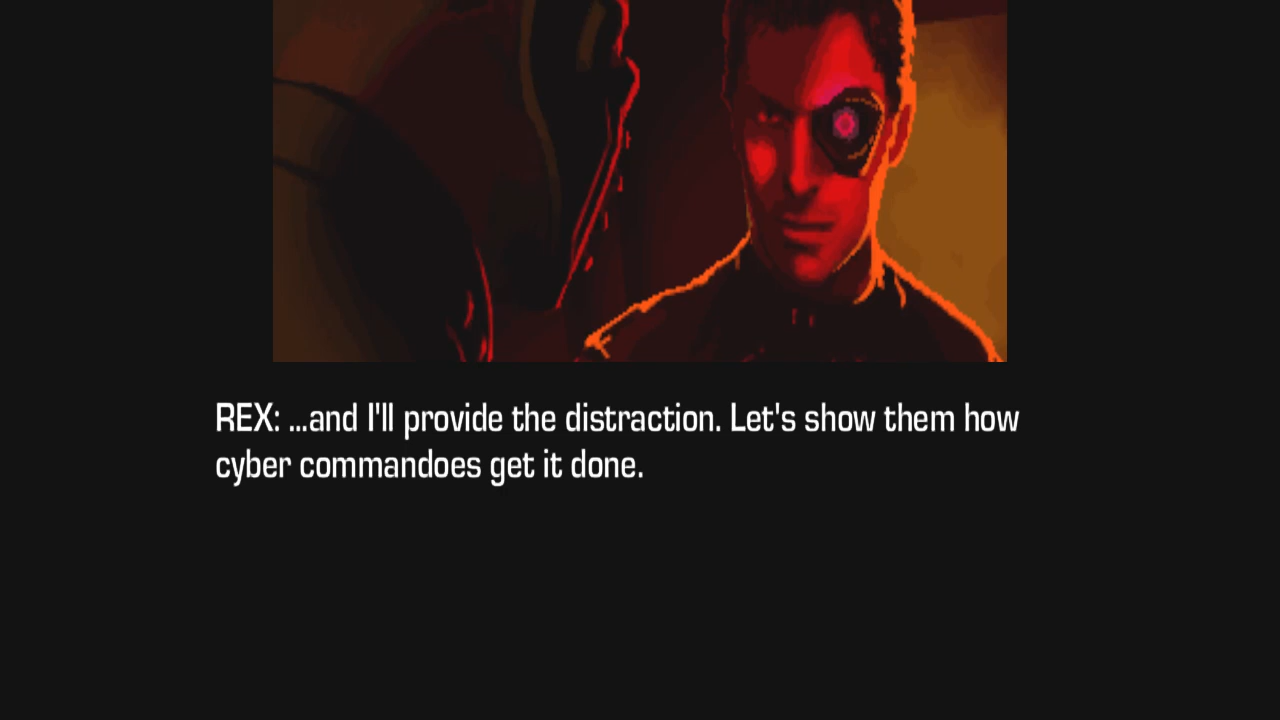 REX: ...and I'll provide the distraction. Let's show them how
cyber commandoes get it done.